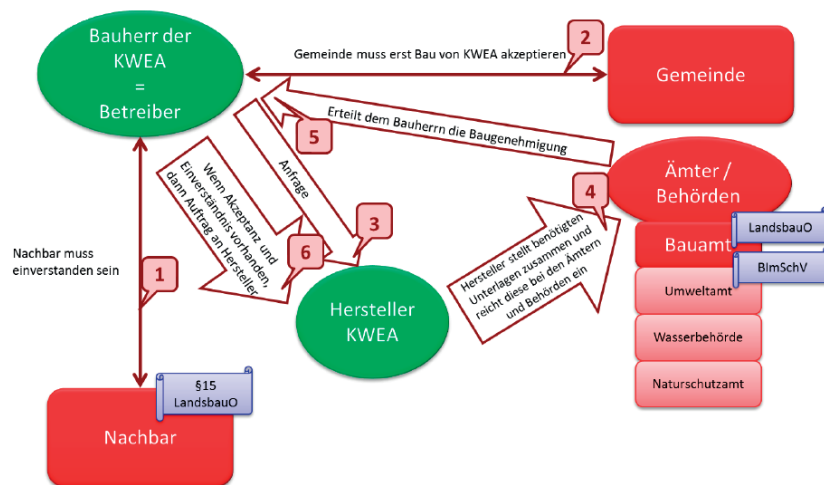 Bauherr der
KWEA
=
Betreiber
Gemeinde muss erst Bau von KWEA akzeptieren
2
Gemeinde
Erteilt dem Bauherrn die Baugenehmigung
5
Ämter /
Behörden
Bauamt
LandsbauO
BImSchV
Umweltamt
Wasserbehörde
Naturschutzamt
Anfrage
3
Wenn Akzeptanz und
Einverständnis vorhanden,
dann Auftrag an Hersteller
6
4
Hersteller stellt benötigten
Unterlagen zusammen und
reicht diese bei den Ämtern
und Behörden ein
Hersteller
KWEA
Nachbar muss
einverstanden sein
1
§15
LandsbauO
Nachbar